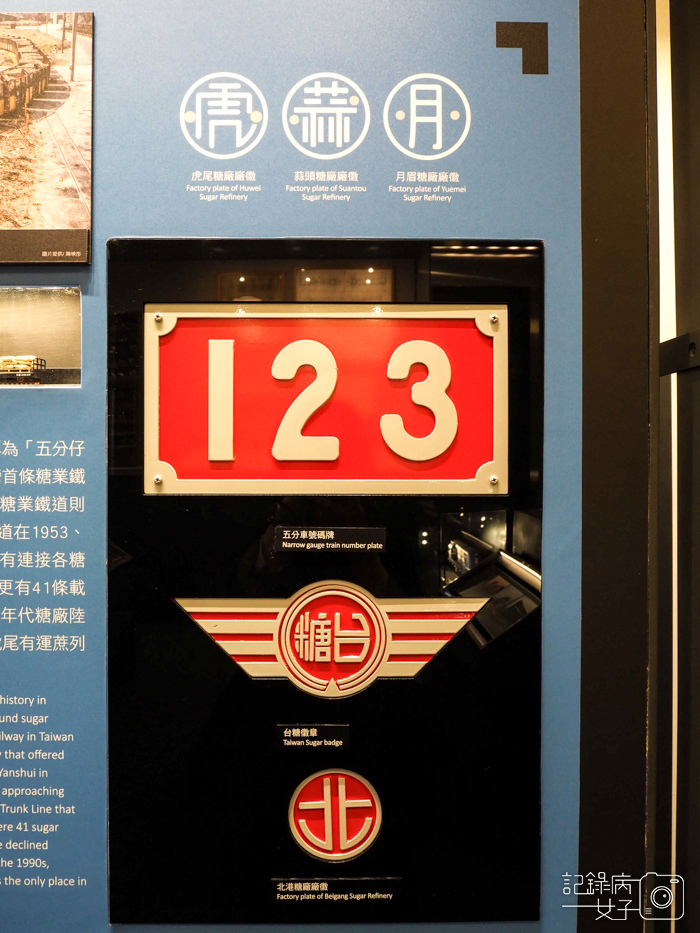 虎
蒜
月
虎尾糖廠廠徽
Factory plate of Huwei
Sugar Refinery
蒜頭糖廠廠徽
Factory plate of Suantou
Sugar Refinery
月眉糖廠廠徽
Factory plate of Yuemei
Sugar Refinery
123
五分車號碼牌
Narrow gauge train number plate
糖台
台糖徽章
Taiwan Sugar badge
北
北港糖廠廠徽
Factory plate of Beigang Sugar Refinery
為「五分仔
首條糖業鐵
糖業鐵道則
道在1953、
有連接各糖
更有41條載
年代糖廠陸
尾有運蔗列
history in
und sugar
ilway in Taiwan
y that offered
Yanshui in
approaching
Trunk Line that
ere 41 sugar
e declined
he 1990s,
s the only place in
記錄病
女子